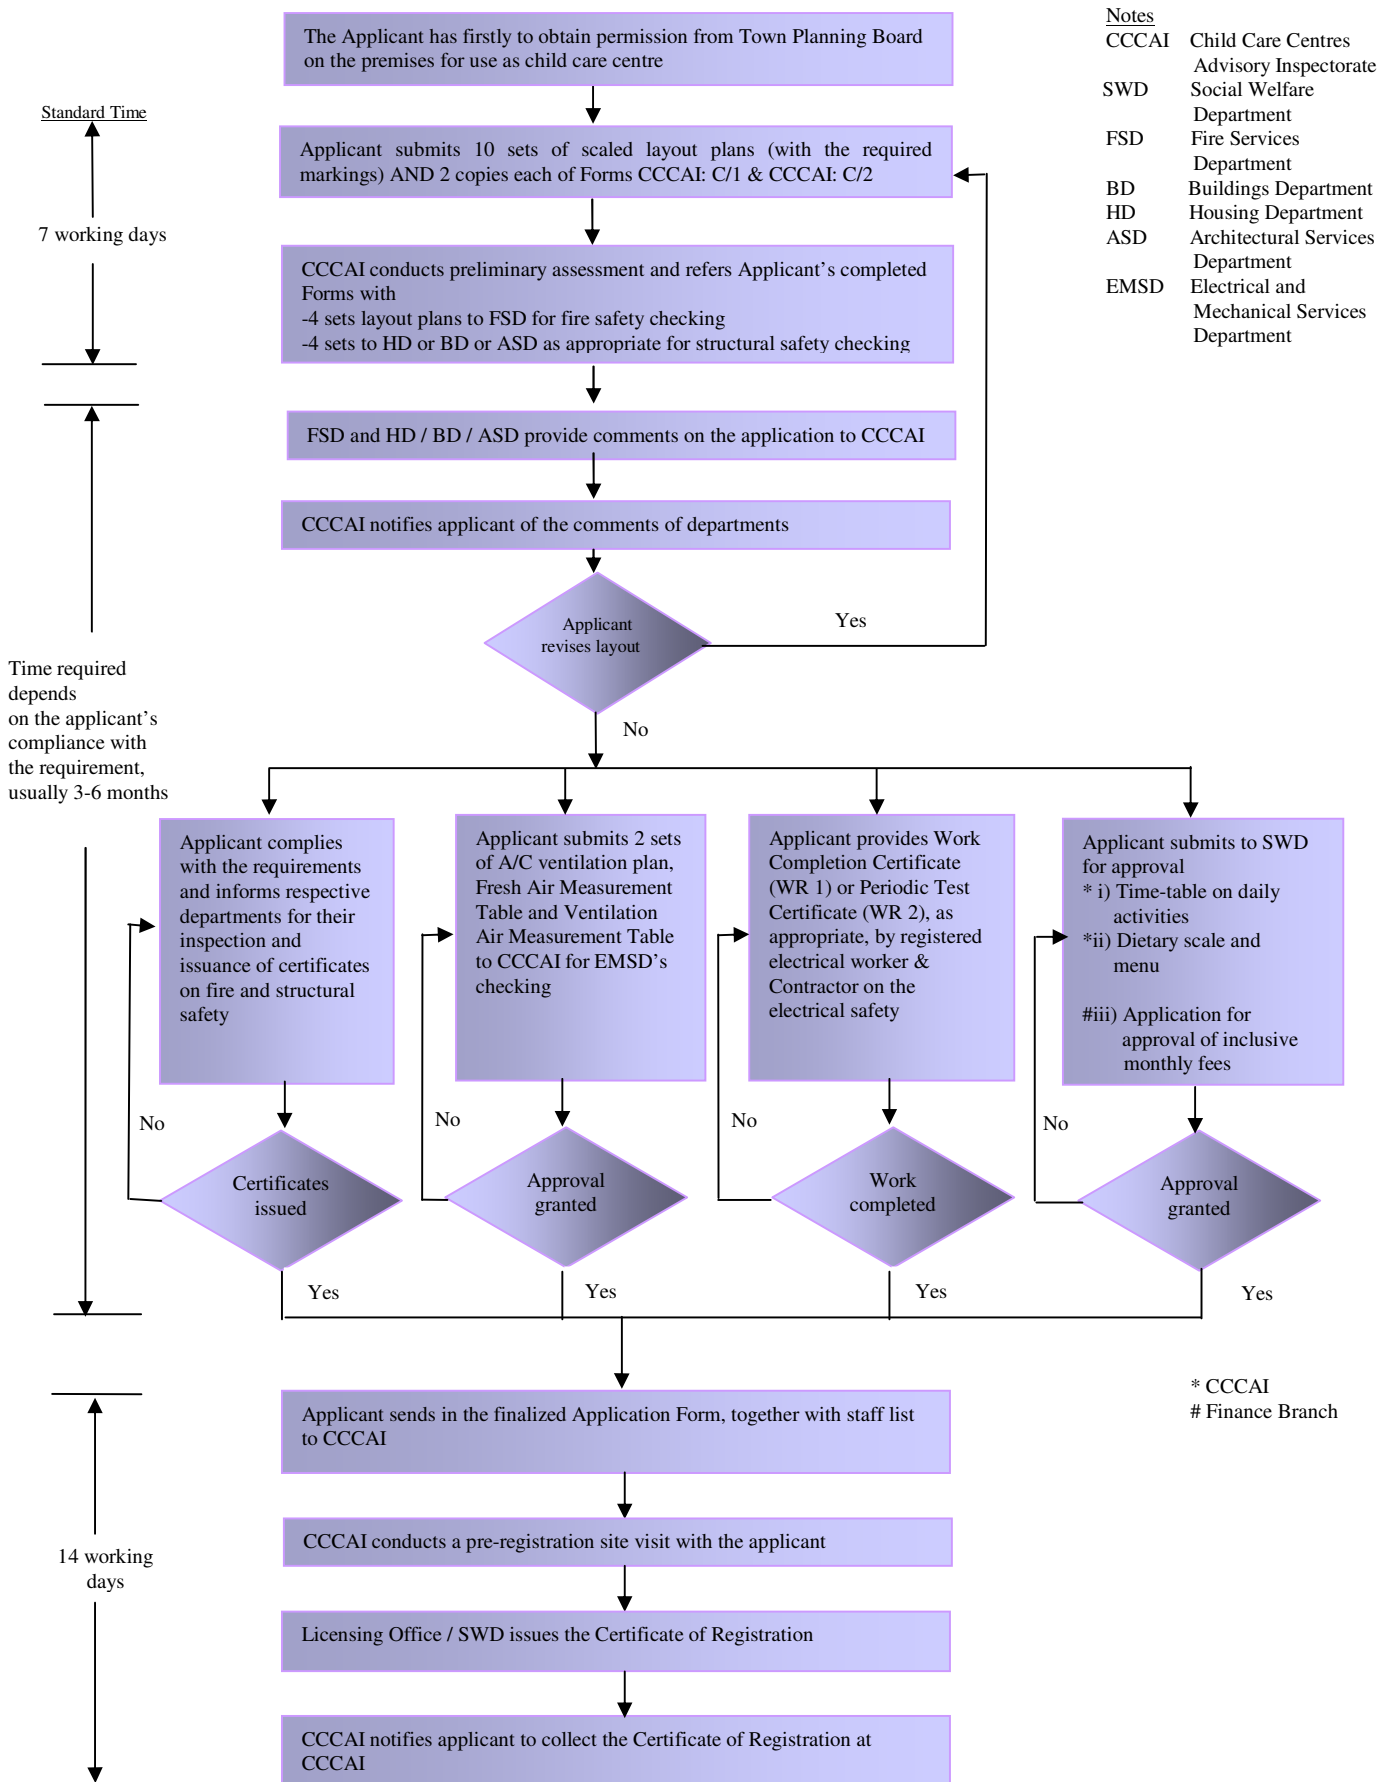 The Applicant has firstly to obtain permission from Town Planning Board
on the premises for use as child care centre
Notes
CCCAI Child Care Centres
Advisory Inspectorate
SWD Social Welfare
Department
FSD Fire Services
Department
BD Buildings Department
HD Housing Department
ASD Architectural Services
Department
EMSD Electrical and
Mechanical Services
Department
Standard Time
7 working days
Applicant submits 10 sets of scaled layout plans (with the required
markings) AND 2 copies each of Forms CCCAI: C/1 & CCCAI: C/2
CCCAI conducts preliminary assessment and refers Applicant's completed
Forms with
-4 sets layout plans to FSD for fire safety checking
-4 sets to HD or BD or ASD as appropriate for structural safety checking
FSD and HD / BD / ASD provide comments on the application to CCCAI
CCCAI notifies applicant of the comments of departments
Applicant
revises layout
Yes
No
Time required
depends
on the applicant's
compliance with
the requirement,
usually 3-6 months
Applicant complies
with the requirements
and informs respective
departments for their
inspection and
issuance of certificates
on fire and structural
safety
Applicant submits 2 sets
of A/C ventilation plan,
Fresh Air Measurement
Table and Ventilation
Air Measurement Table
to CCCAI for EMSD's
checking
Applicant provides Work
Completion Certificate
(WR 1) or Periodic Test
Certificate (WR 2), as
appropriate, by registered
electrical worker &
Contractor on the
electrical safety
Applicant submits to SWD
for approval
* i) Time-table on daily
activities
*ii) Dietary scale and
menu
#iii) Application for
approval of inclusive
monthly fees
No
No
No
No
Certificates
issued
Approval
granted
Work
completed
Approval
granted
Yes
Yes
Yes
Yes
* CCCAI
# Finance Branch
Applicant sends in the finalized Application Form, together with staff list
to CCCAI
CCCAI conducts a pre-registration site visit with the applicant
14 working
days
Licensing Office / SWD issues the Certificate of Registration
CCCAI notifies applicant to collect the Certificate of Registration at
CCCAI